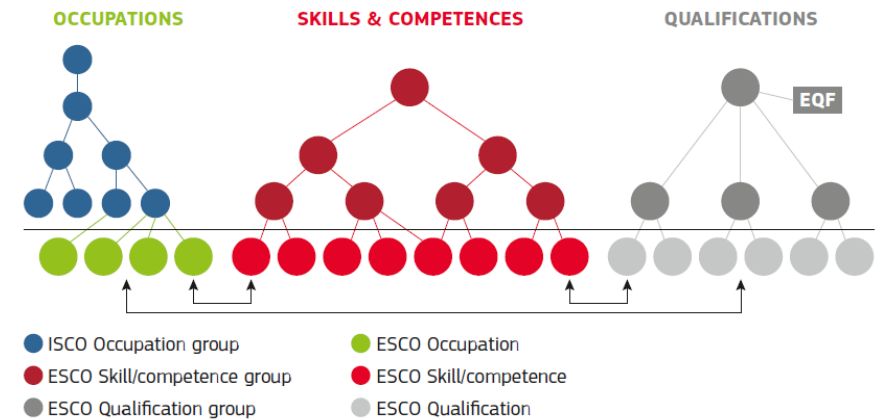 OCCUPATIONS
SKILLS & COMPETENCES
QUALIFICATIONS
EQF
ISCO Occupation group
ESCO Occupation
ESCO Skill/competence group
ESCO Skill/competence
ESCO Qualification group
ESCO Qualification